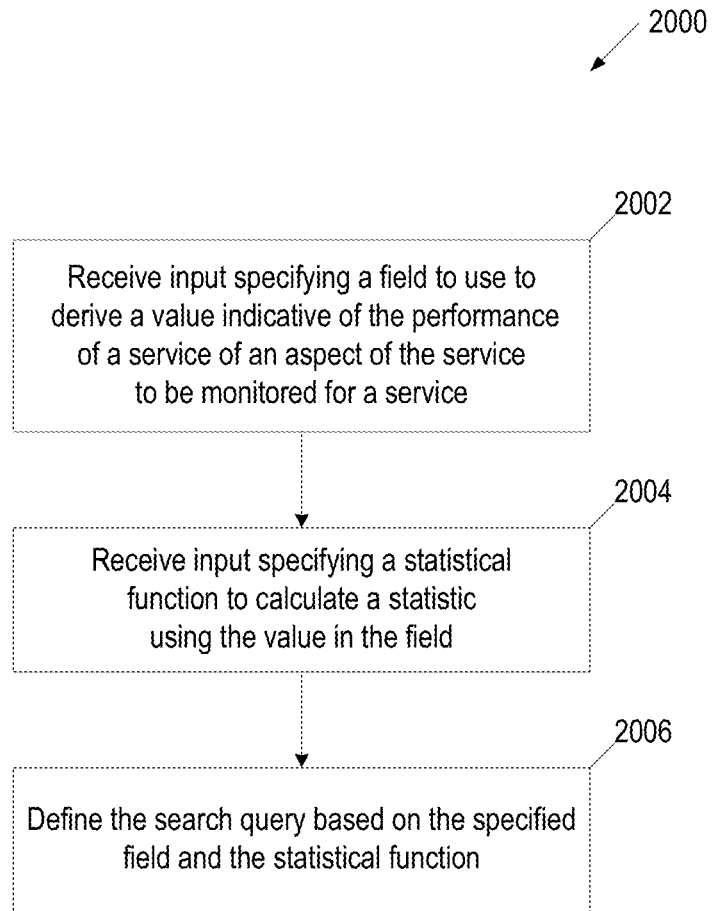 2000
2002
Receive input specifying a field to use to
derive a value indicative of the performance
of a service of an aspect of the service
to be monitored for a service
2004
Receive input specifying a statistical
function to calculate a statistic
using the value in the field
2006
Define the search query based on the specified
field and the statistical function